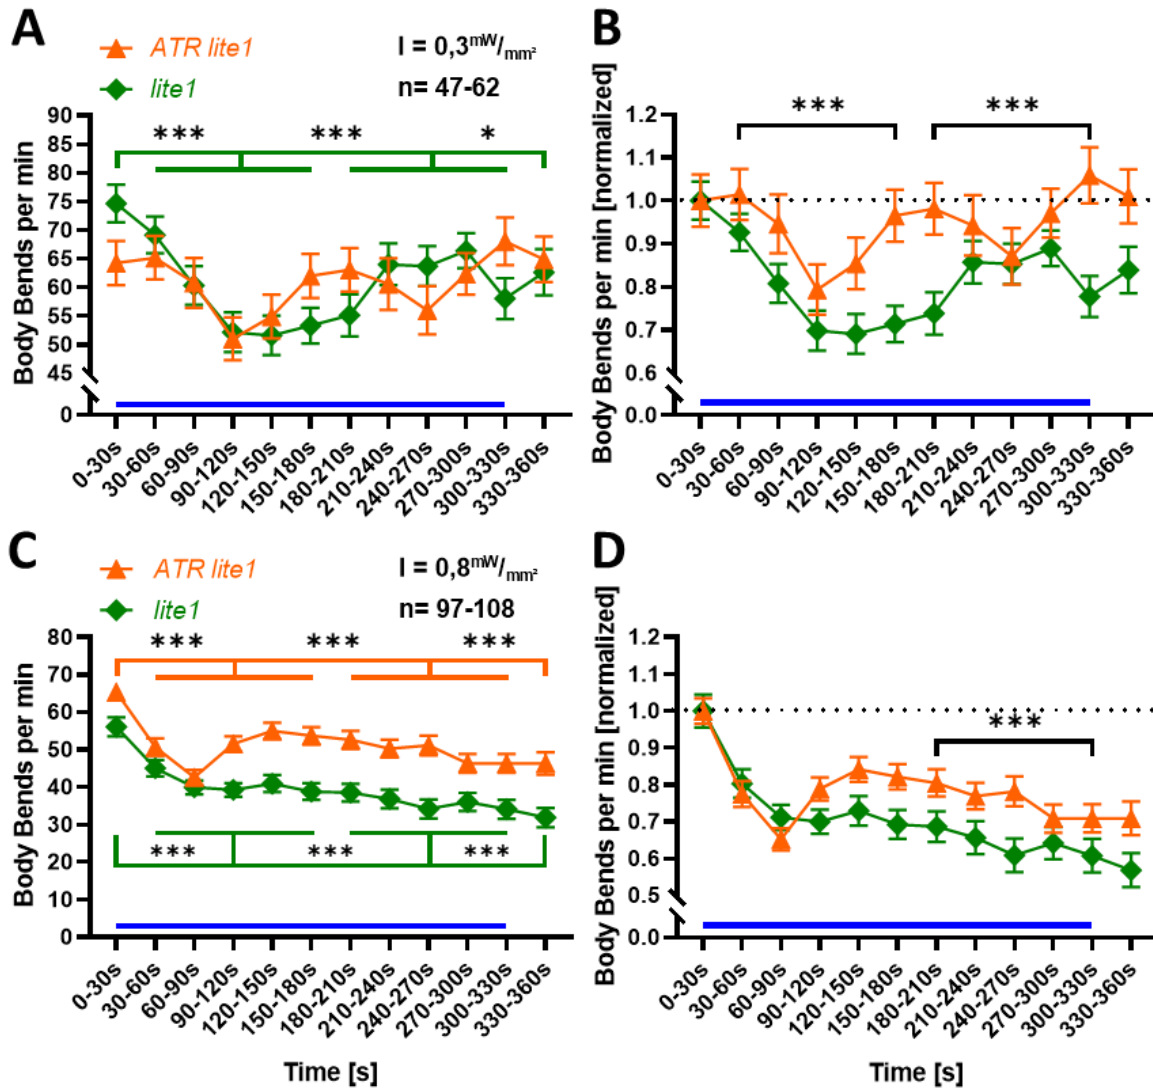 A
ATR lite1
lite1
I = 0,3mW/mm²
n= 47-62
Body Bends per min
90
85
80
75
70
65
60
55
50
45
0
***
***
*
0-30s
30-60s
60-90s
90-120s
120-150s
150-180s
180-210s
210-240s
240-270s
270-300s
300-330s
330-360s
B
Body Bends per min [normalized]
1.2
1.1
1.0
0.9
0.8
0.7
0.6
0.0
***
***
0-30s
30-60s
60-90s
90-120s
120-150s
150-180s
180-210s
210-240s
240-270s
270-300s
300-330s
330-360s
C
ATR lite1
lite1
I = 0,8mW/mm²
n= 97-108
Body Bends per min
80
70
60
50
40
30
20
10
0
***
***
***
***
***
***
0-30s
30-60s
60-90s
90-120s
120-150s
150-180s
180-210s
210-240s
240-270s
270-300s
300-330s
330-360s
Time [s]
D
Body Bends per min [normalized]
1.2
1.1
1.0
0.9
0.8
0.7
0.6
0.5
0.0
***
0-30s
30-60s
60-90s
90-120s
120-150s
150-180s
180-210s
210-240s
240-270s
270-300s
300-330s
330-360s
Time [s]